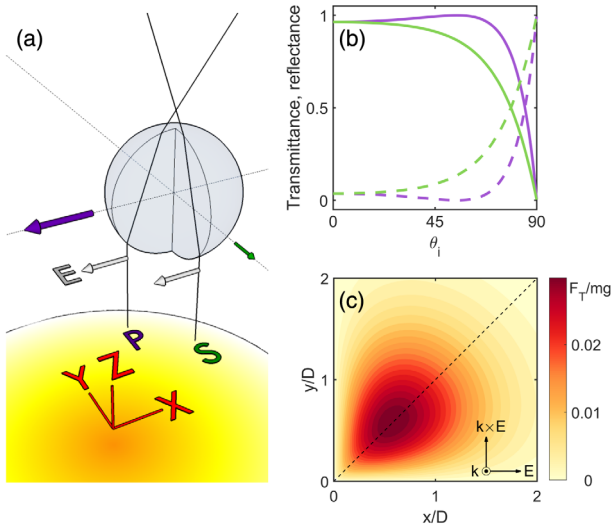 (a)
E
P
S
Y
Z
X
(b)
Transmittance, reflectance
1
0.5
0
0
45
90
θi
(c)
y/D
2
1
0
0
1
2
x/D
k×E
k
E
FT/mg
0.02
0.01
0